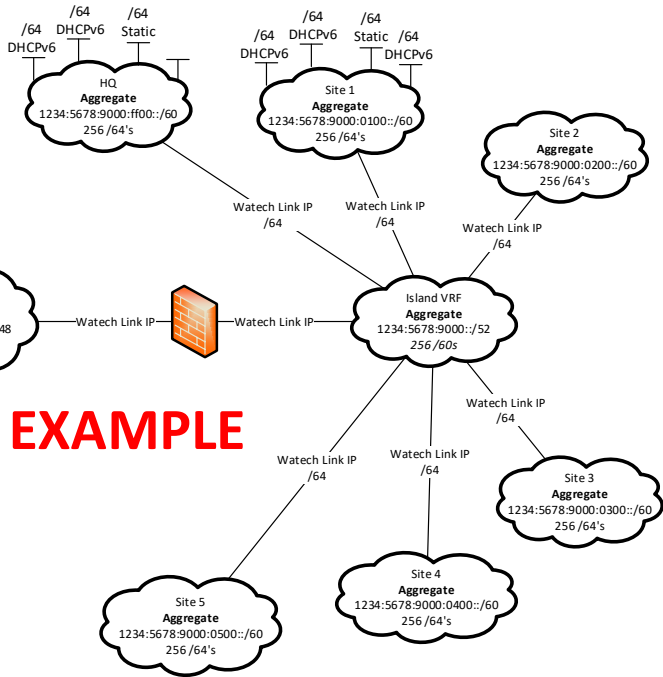 /64
DHCPv6
/64
DHCPv6
/64
Static
HQ
Aggregate
1234:5678:9000:ff00::/60
256 /64's
/64
DHCPv6
/64
DHCPv6
/64
Static
/64
DHCPv6
Site 1
Aggregate
1234:5678:9000:0100::/60
256 /64's
Site 2
Aggregate
1234:5678:9000:0200::/60
256 /64's
Watech Link IP
/64
Watech Link IP
/64
Watech Link IP
/64
48
Watech Link IP
Watech Link IP
Island VRF
Aggregate
1234:5678:9000::/52
256 /60s
EXAMPLE
Watech Link IP
/64
Watech Link IP
/64
Watech Link IP
/64
Site 3
Aggregate
1234:5678:9000:0300::/60
256 /64's
Site 4
Aggregate
1234:5678:9000:0400::/60
256 /64's
Site 5
Aggregate
1234:5678:9000:0500::/60
256 /64's